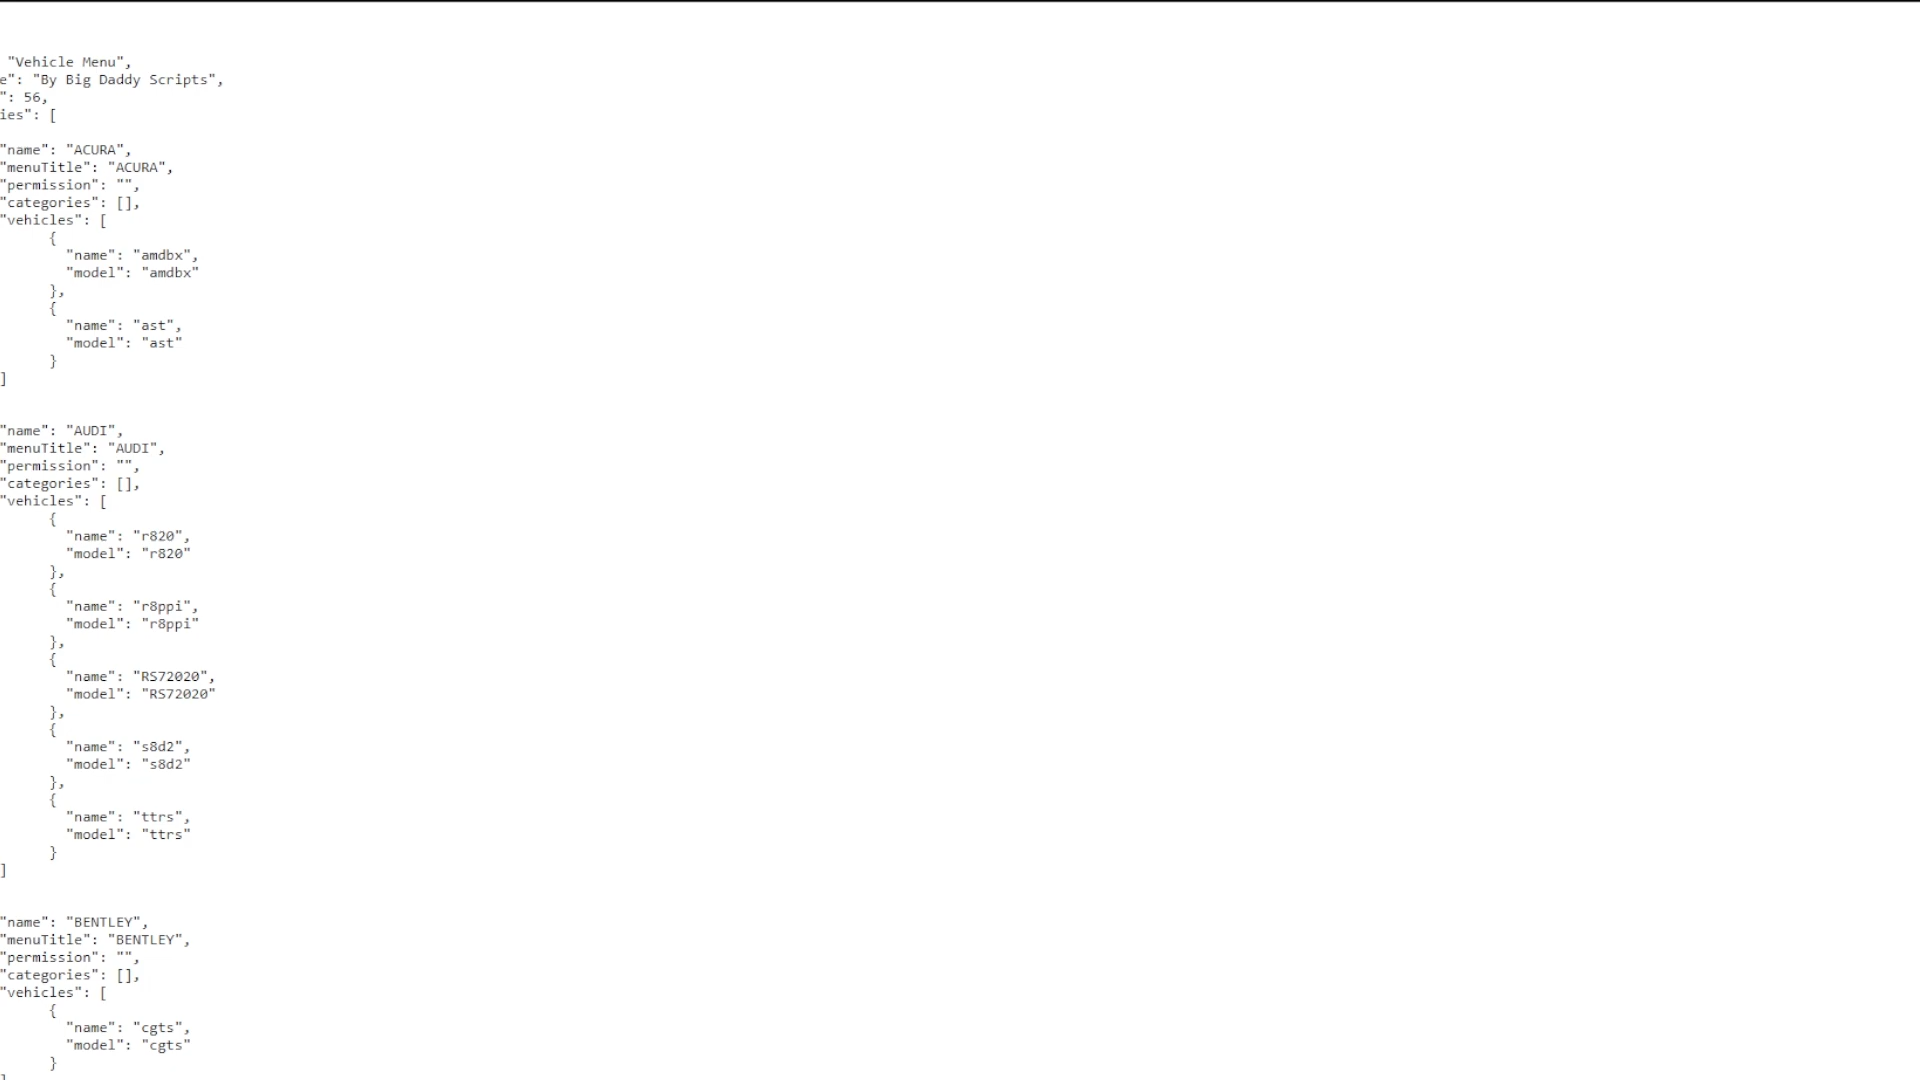 "Vehicle Menu",
e": "By Big Daddy Scripts",
": 56,
ies": [
"name": "ACURA",
"menuTitle": "ACURA",
"permission": "",
"categories": [],
"vehicles": [
{
"name": "amdbx",
"model": "amdbx"
},
{
"name": "ast",
"model": "ast"
}
]
"name": "AUDI",
"menuTitle": "AUDI",
"permission": "",
"categories": [],
"vehicles": [
{
"name": "r820",
"model": "r820"
},
{
"name": "r8ppi",
"model": "r8ppi"
},
{
"name": "RS72020",
"model": "RS72020"
},
{
"name": "s8d2",
"model": "s8d2"
},
{
"name": "ttrs",
"model": "ttrs"
}
]
"name": "BENTLEY",
"menuTitle": "BENTLEY",
"permission": "",
"categories": [],
"vehicles": [
{
"name": "cgts",
"model": "cgts"
}
]